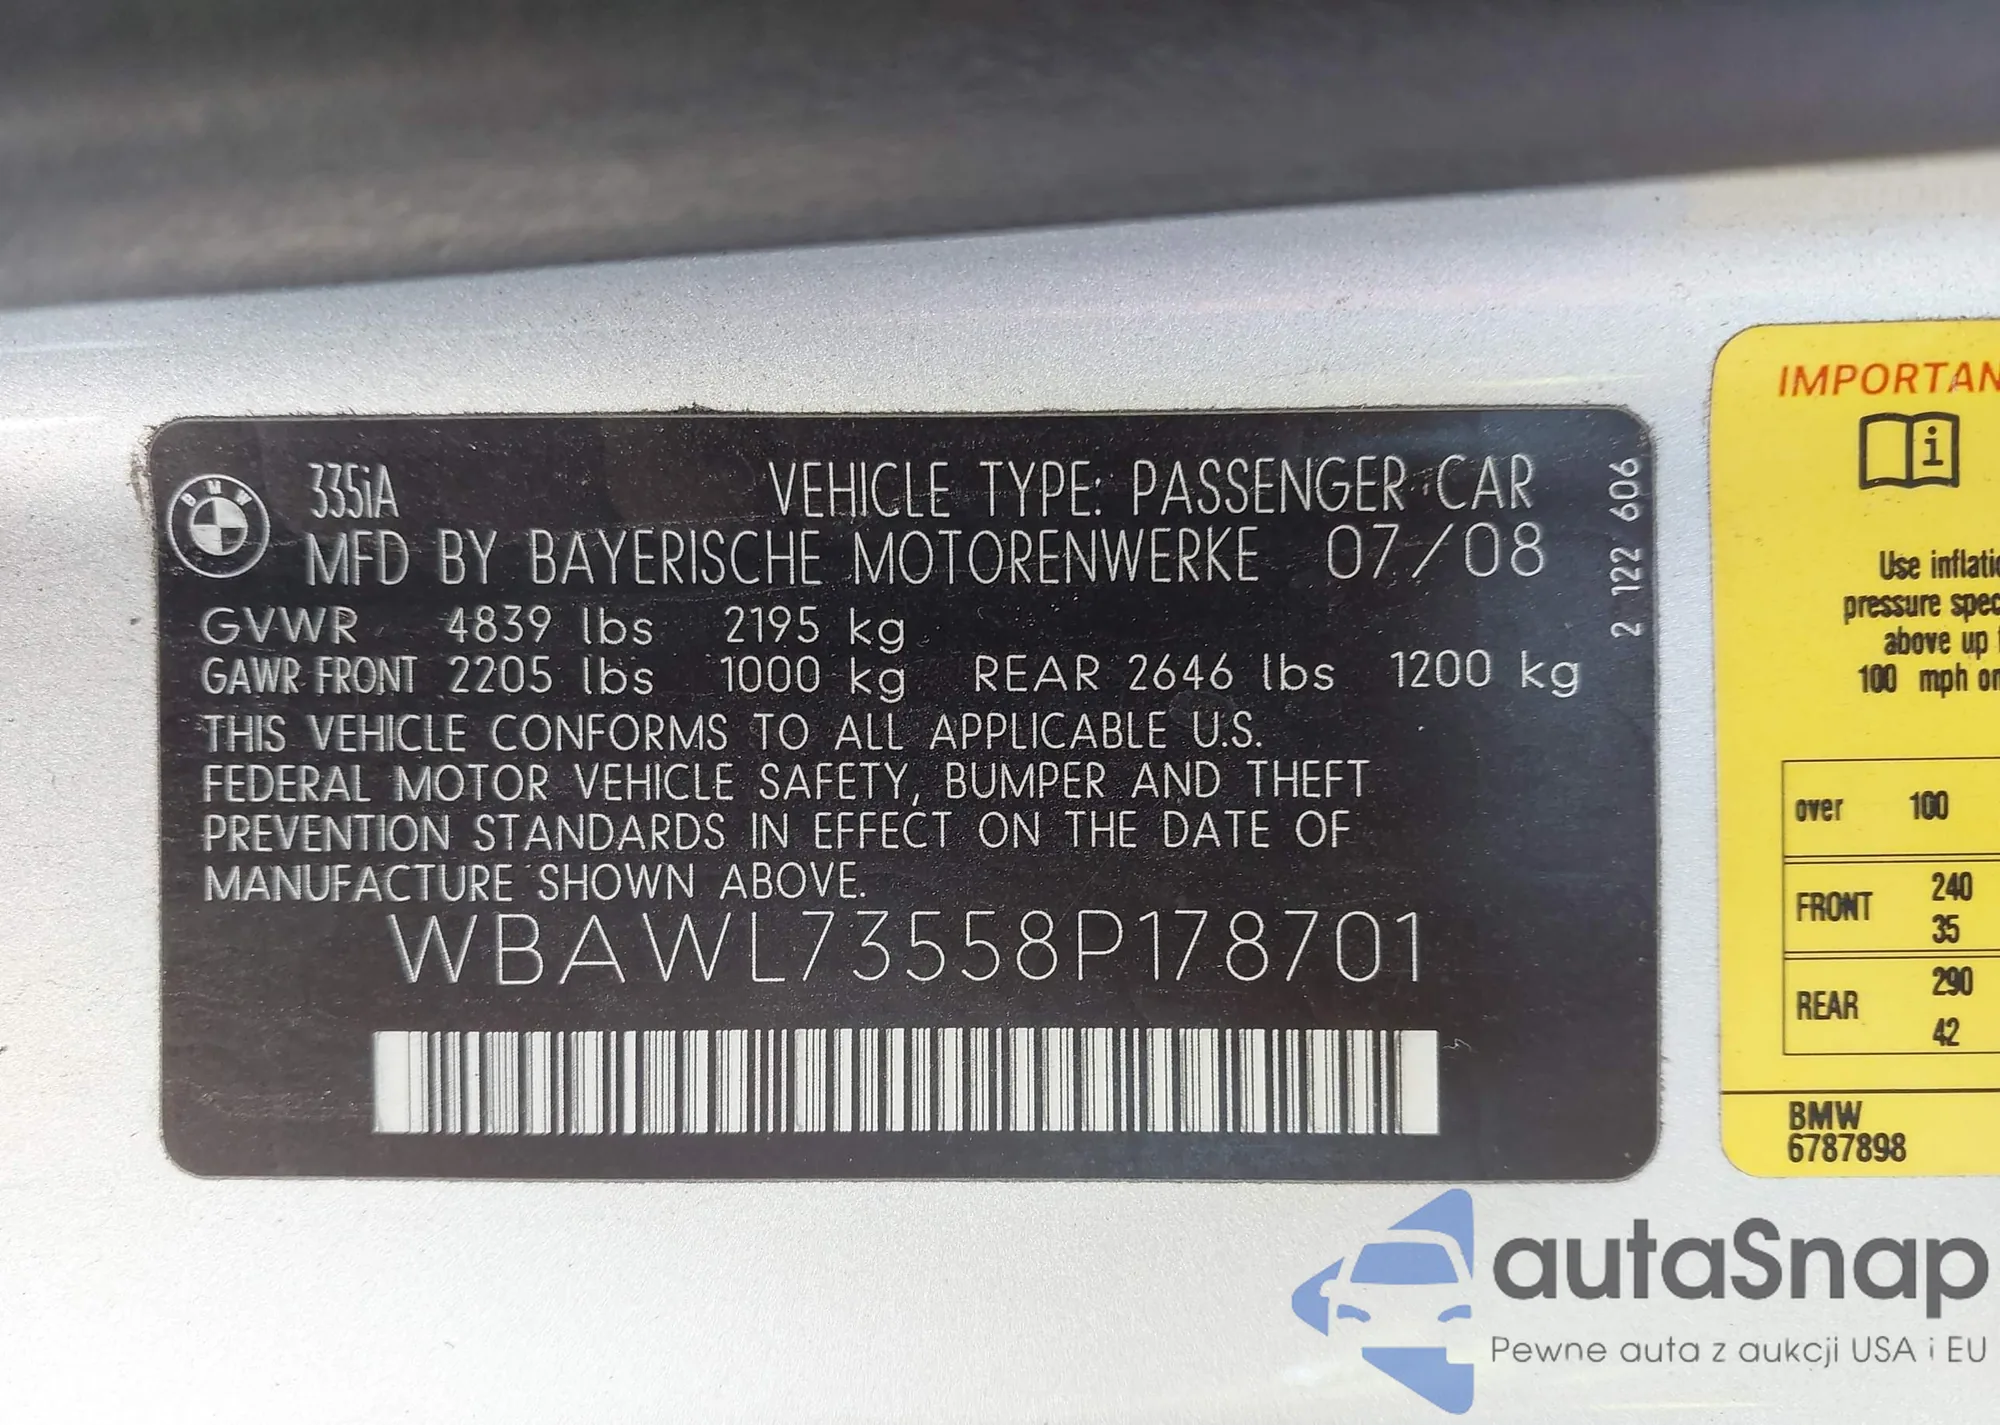 BMW
335iA VEHICLE TYPE: PASSENGER CAR
MFD BY BAYERISCHE MOTORENWERKE 07/08
GVWR 4839 lbs 2195 kg
GAWR FRONT 2205 lbs 1000 kg REAR 2646 lbs 1200 kg
THIS VEHICLE CONFORMS TO ALL APPLICABLE U.S.
FEDERAL MOTOR VEHICLE SAFETY, BUMPER AND THEFT
PREVENTION STANDARDS IN EFFECT ON THE DATE OF
MANUFACTURE SHOWN ABOVE.
WBAWL73558P178701
2 122 606
IMPORTAN
i
Use inflatio
pressure spec
above up t
100 mph or
over 100
FRONT 240
35
REAR 290
42
BMW
6787898
autaSnap
Pewne auta z aukcji USA i EU